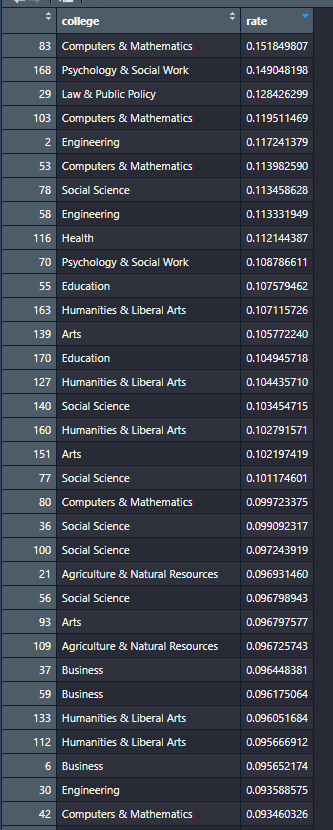 college rate
83 Computers & Mathematics 0.151849807
168 Psychology & Social Work 0.149048198
29 Law & Public Policy 0.128426299
103 Computers & Mathematics 0.119511469
2 Engineering 0.117241379
53 Computers & Mathematics 0.113982590
78 Social Science 0.113458628
58 Engineering 0.113331949
116 Health 0.112144387
70 Psychology & Social Work 0.108786611
55 Education 0.107579462
163 Humanities & Liberal Arts 0.107115726
139 Arts 0.105772240
170 Education 0.104945718
127 Humanities & Liberal Arts 0.104435710
140 Social Science 0.103454715
160 Humanities & Liberal Arts 0.102791571
151 Arts 0.102197419
77 Social Science 0.101174601
80 Computers & Mathematics 0.099723375
36 Social Science 0.099092317
100 Social Science 0.097243919
21 Agriculture & Natural Resources 0.096931460
56 Social Science 0.096798943
93 Arts 0.096797577
109 Agriculture & Natural Resources 0.096725743
37 Business 0.096448381
59 Business 0.096175064
133 Humanities & Liberal Arts 0.096051684
112 Humanities & Liberal Arts 0.095666912
6 Business 0.095652174
30 Engineering 0.093588575
42 Computers & Mathematics 0.093460326